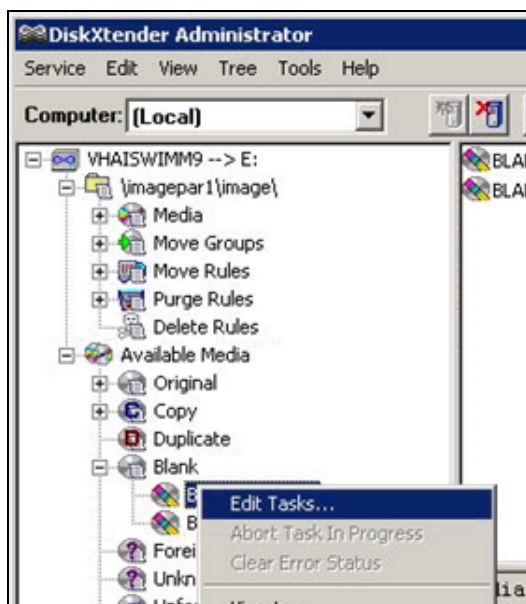 DiskXtender Administrator
Service Edit View Tree Tools Help
Computer: (Local)
VHAISWIMM9 --> E:
\imagepar1\image\
Media
Move Groups
Move Rules
Purge Rules
Delete Rules
Available Media
Original
Copy
Duplicate
Blank
Edit Tasks...
Abort Task In Progress
Clear Error Status